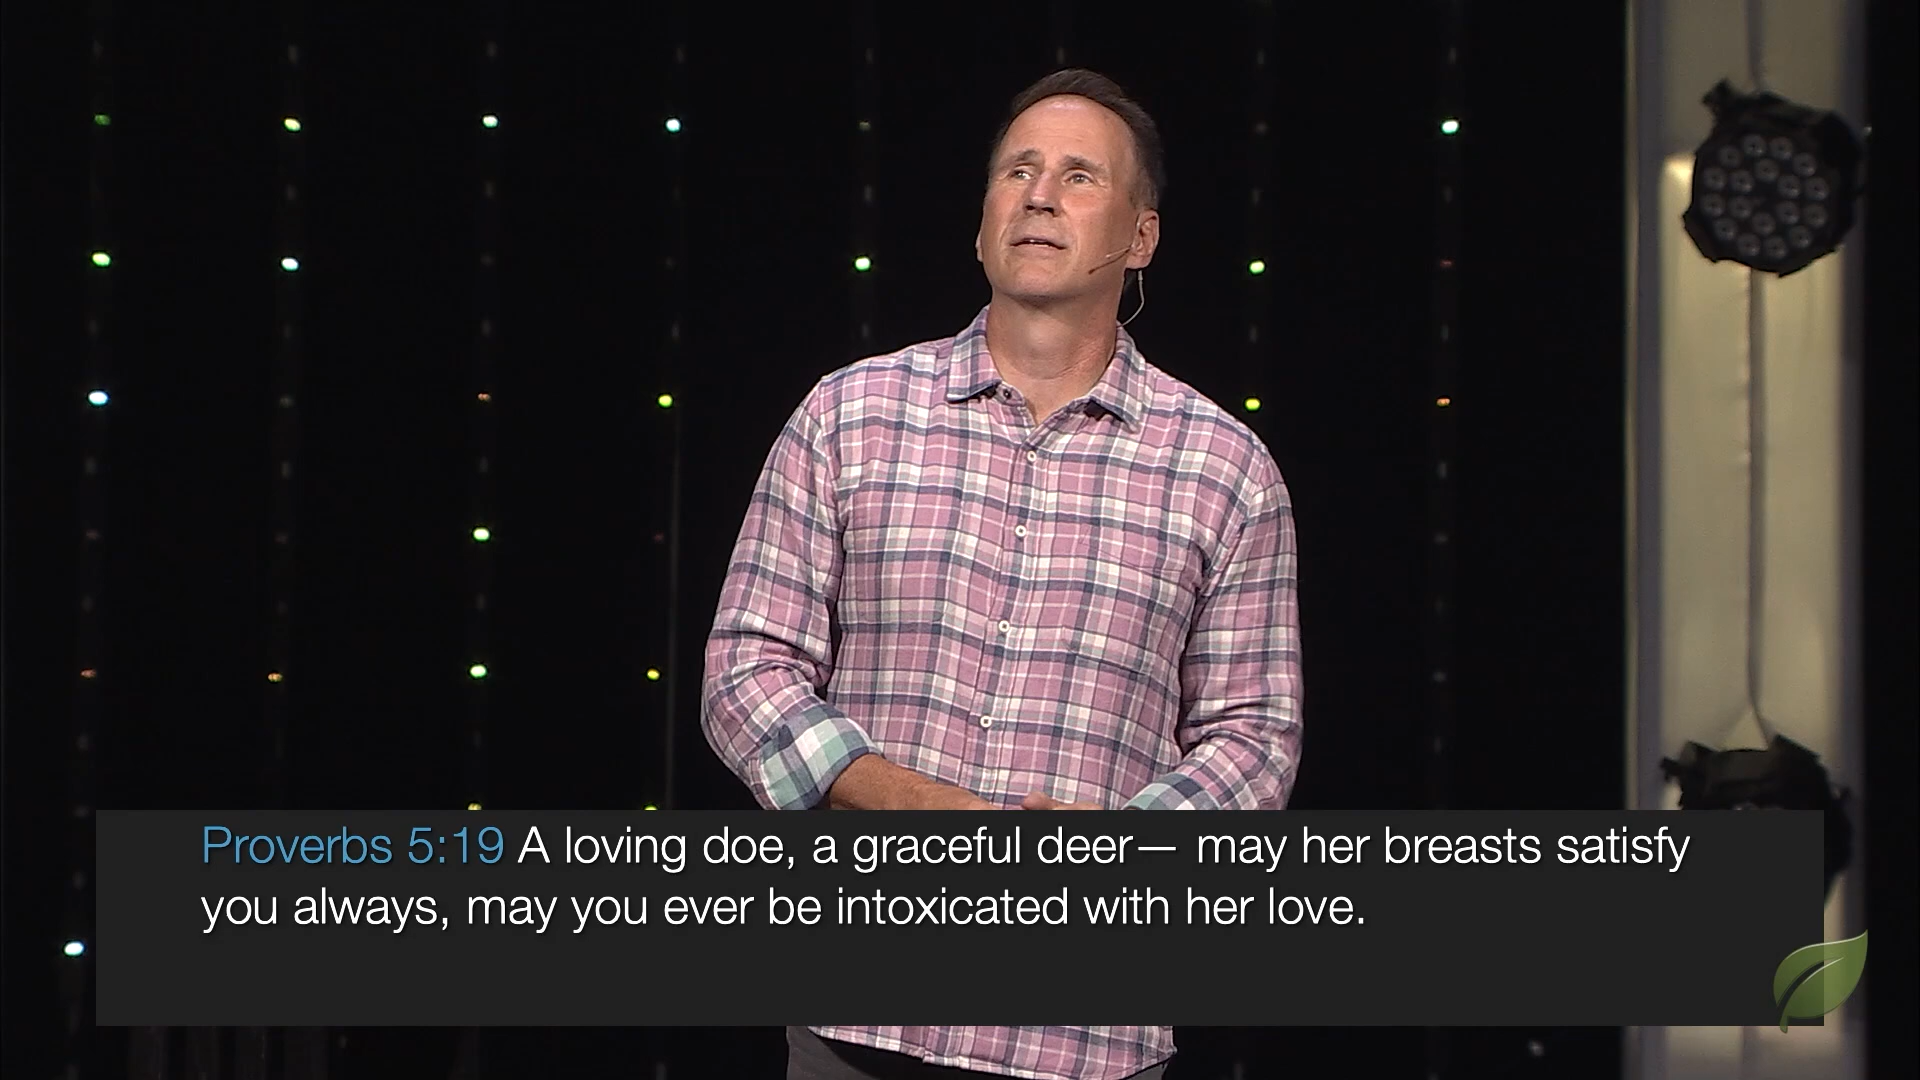 Proverbs 5:19 A loving doe, a graceful deer— may her breasts satisfy
you always, may you ever be intoxicated with her love.